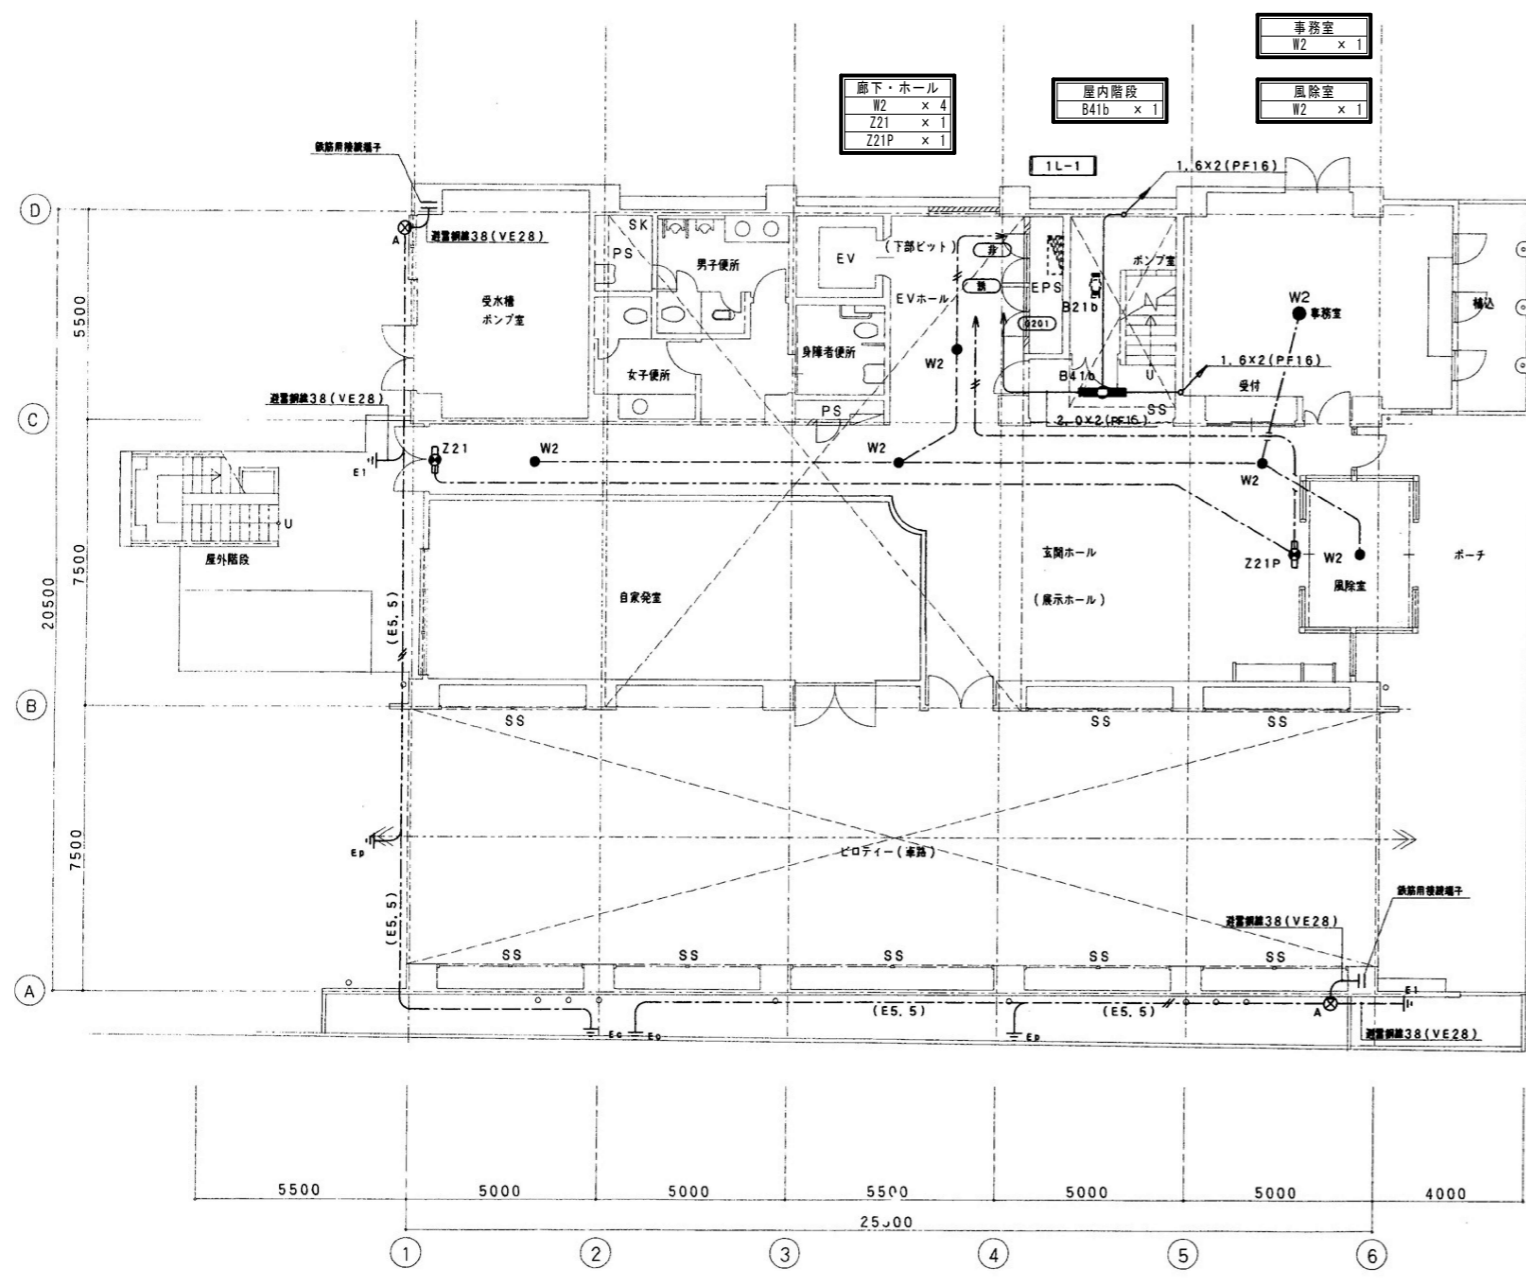 事務室
W2 × 1
廊下・ホール
W2 × 4
Z21 × 1
Z21P × 1
屋内階段
B41b × 1
風除室
W2 × 1
鉄筋用接続端子
1L-1
1.6×2(PF16)
D
A
避雷銅線38(VE28)
SK
PS
男子便所
EV
(下部ピット)
非
誘
EVホール
EPS
B21b
ポンプ室
受水槽
ポンプ室
W2
事務室
植込
G201
5500
女子便所
身障者便所
W2
B41b
U
1.6×2(PF16)
受付
避雷銅線38(VE28)
PS
SS
C
2.0×2(PF16)
Z21
W2
W2
W2
E1
U
屋外階段
7500
20500
自家発室
玄関ホール
(展示ホール)
Z21P
W2
風除室
ポーチ
(E5.5)
B
SS
SS
SS
7500
Ep
ピロティー(車路)
(E5.5)
鉄筋用接続端子
避雷銅線38(VE28)
SS
SS
SS
SS
SS
A
E1
(E5.5)
(E5.5)
A
Ep
避雷銅線38(VE28)
5500
5000
5000
5500
5000
5000
4000
1
2
3
4
5
6